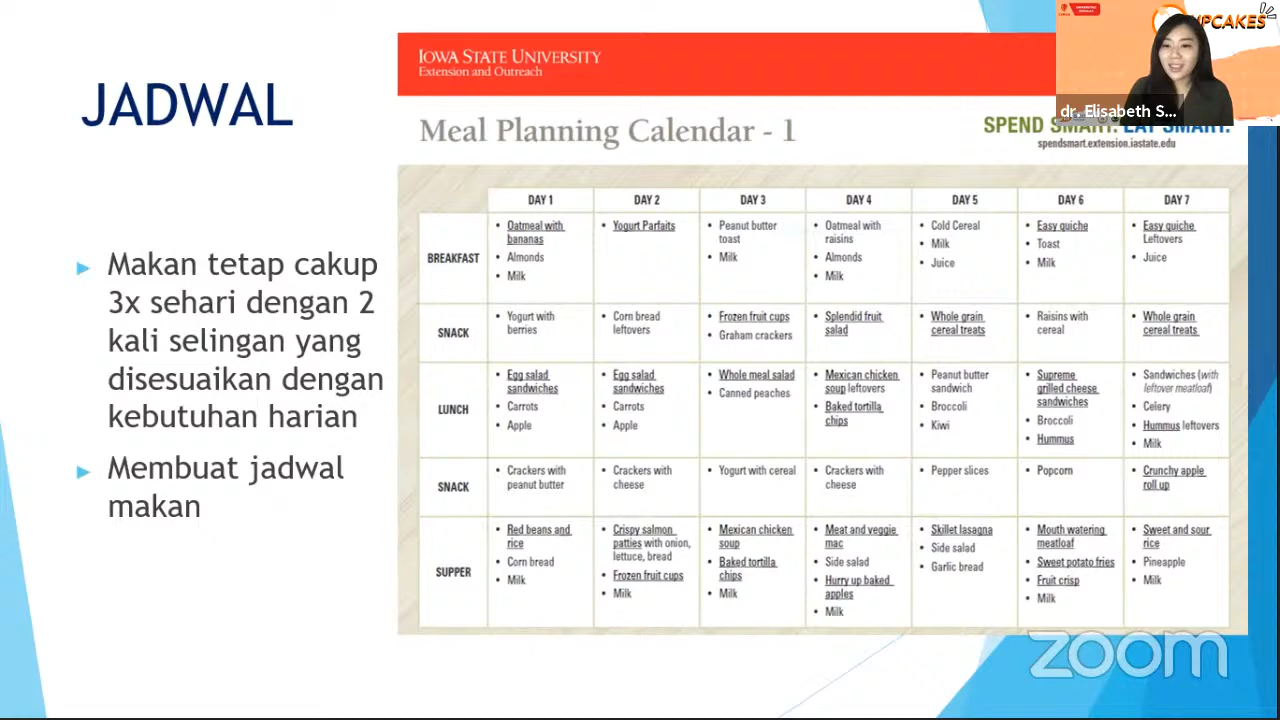 JADWAL
Makan tetap cakup
3x sehari dengan 2
kali selingan yang
disesuaikan dengan
kebutuhan harian
Membuat jadwal
makan
IOWA STATE UNIVERSITY
Extension and Outreach
Meal Planning Calendar - 1
SPEND SMART. EAT SMART.
spendsmart.extension.iastate.edu
DAY 1 DAY 2 DAY 3 DAY 4 DAY 5 DAY 6 DAY 7
BREAKFAST
Oatmeal with
bananas
Almonds
Milk
Yogurt Parfaits
Peanut butter
toast
Milk
Oatmeal with
raisins
Almonds
Milk
Cold Cereal
Milk
Juice
Easy quiche
Toast
Milk
Easy quiche
Leftovers
Juice
SNACK
Yogurt with
berries
Corn bread
leftovers
Frozen fruit cups
Graham crackers
Splendid fruit
salad
Whole grain
cereal treats
Raisins with
cereal
Whole grain
cereal treats
LUNCH
Egg salad
sandwiches
Carrots
Apple
Egg salad
sandwiches
Carrots
Apple
Whole meal salad
Canned peaches
Mexican chicken
soup leftovers
Baked tortilla
chips
Peanut butter
sandwich
Broccoli
Kiwi
Supreme
grilled cheese
sandwiches
Broccoli
Hummus
Sandwiches (with
leftover meatloaf)
Celery
Hummus leftovers
Milk
SNACK
Crackers with
peanut butter
Crackers with
cheese
Yogurt with cereal
Crackers with
cheese
Pepper slices
Popcorn
Crunchy apple
roll up
SUPPER
Red beans and
rice
Corn bread
Milk
Crispy salmon
patties with onion,
lettuce, bread
Frozen fruit cups
Milk
Mexican chicken
soup
Baked tortilla
chips
Milk
Meat and veggie
mac
Side salad
Hurry up baked
apples
Milk
Skillet lasagna
Side salad
Garlic bread
Mouth watering
meatloaf
Sweet potato fries
Fruit crisp
Milk
Sweet and sour
rice
Pineapple
Milk
dr. Elisabeth S...
zoom